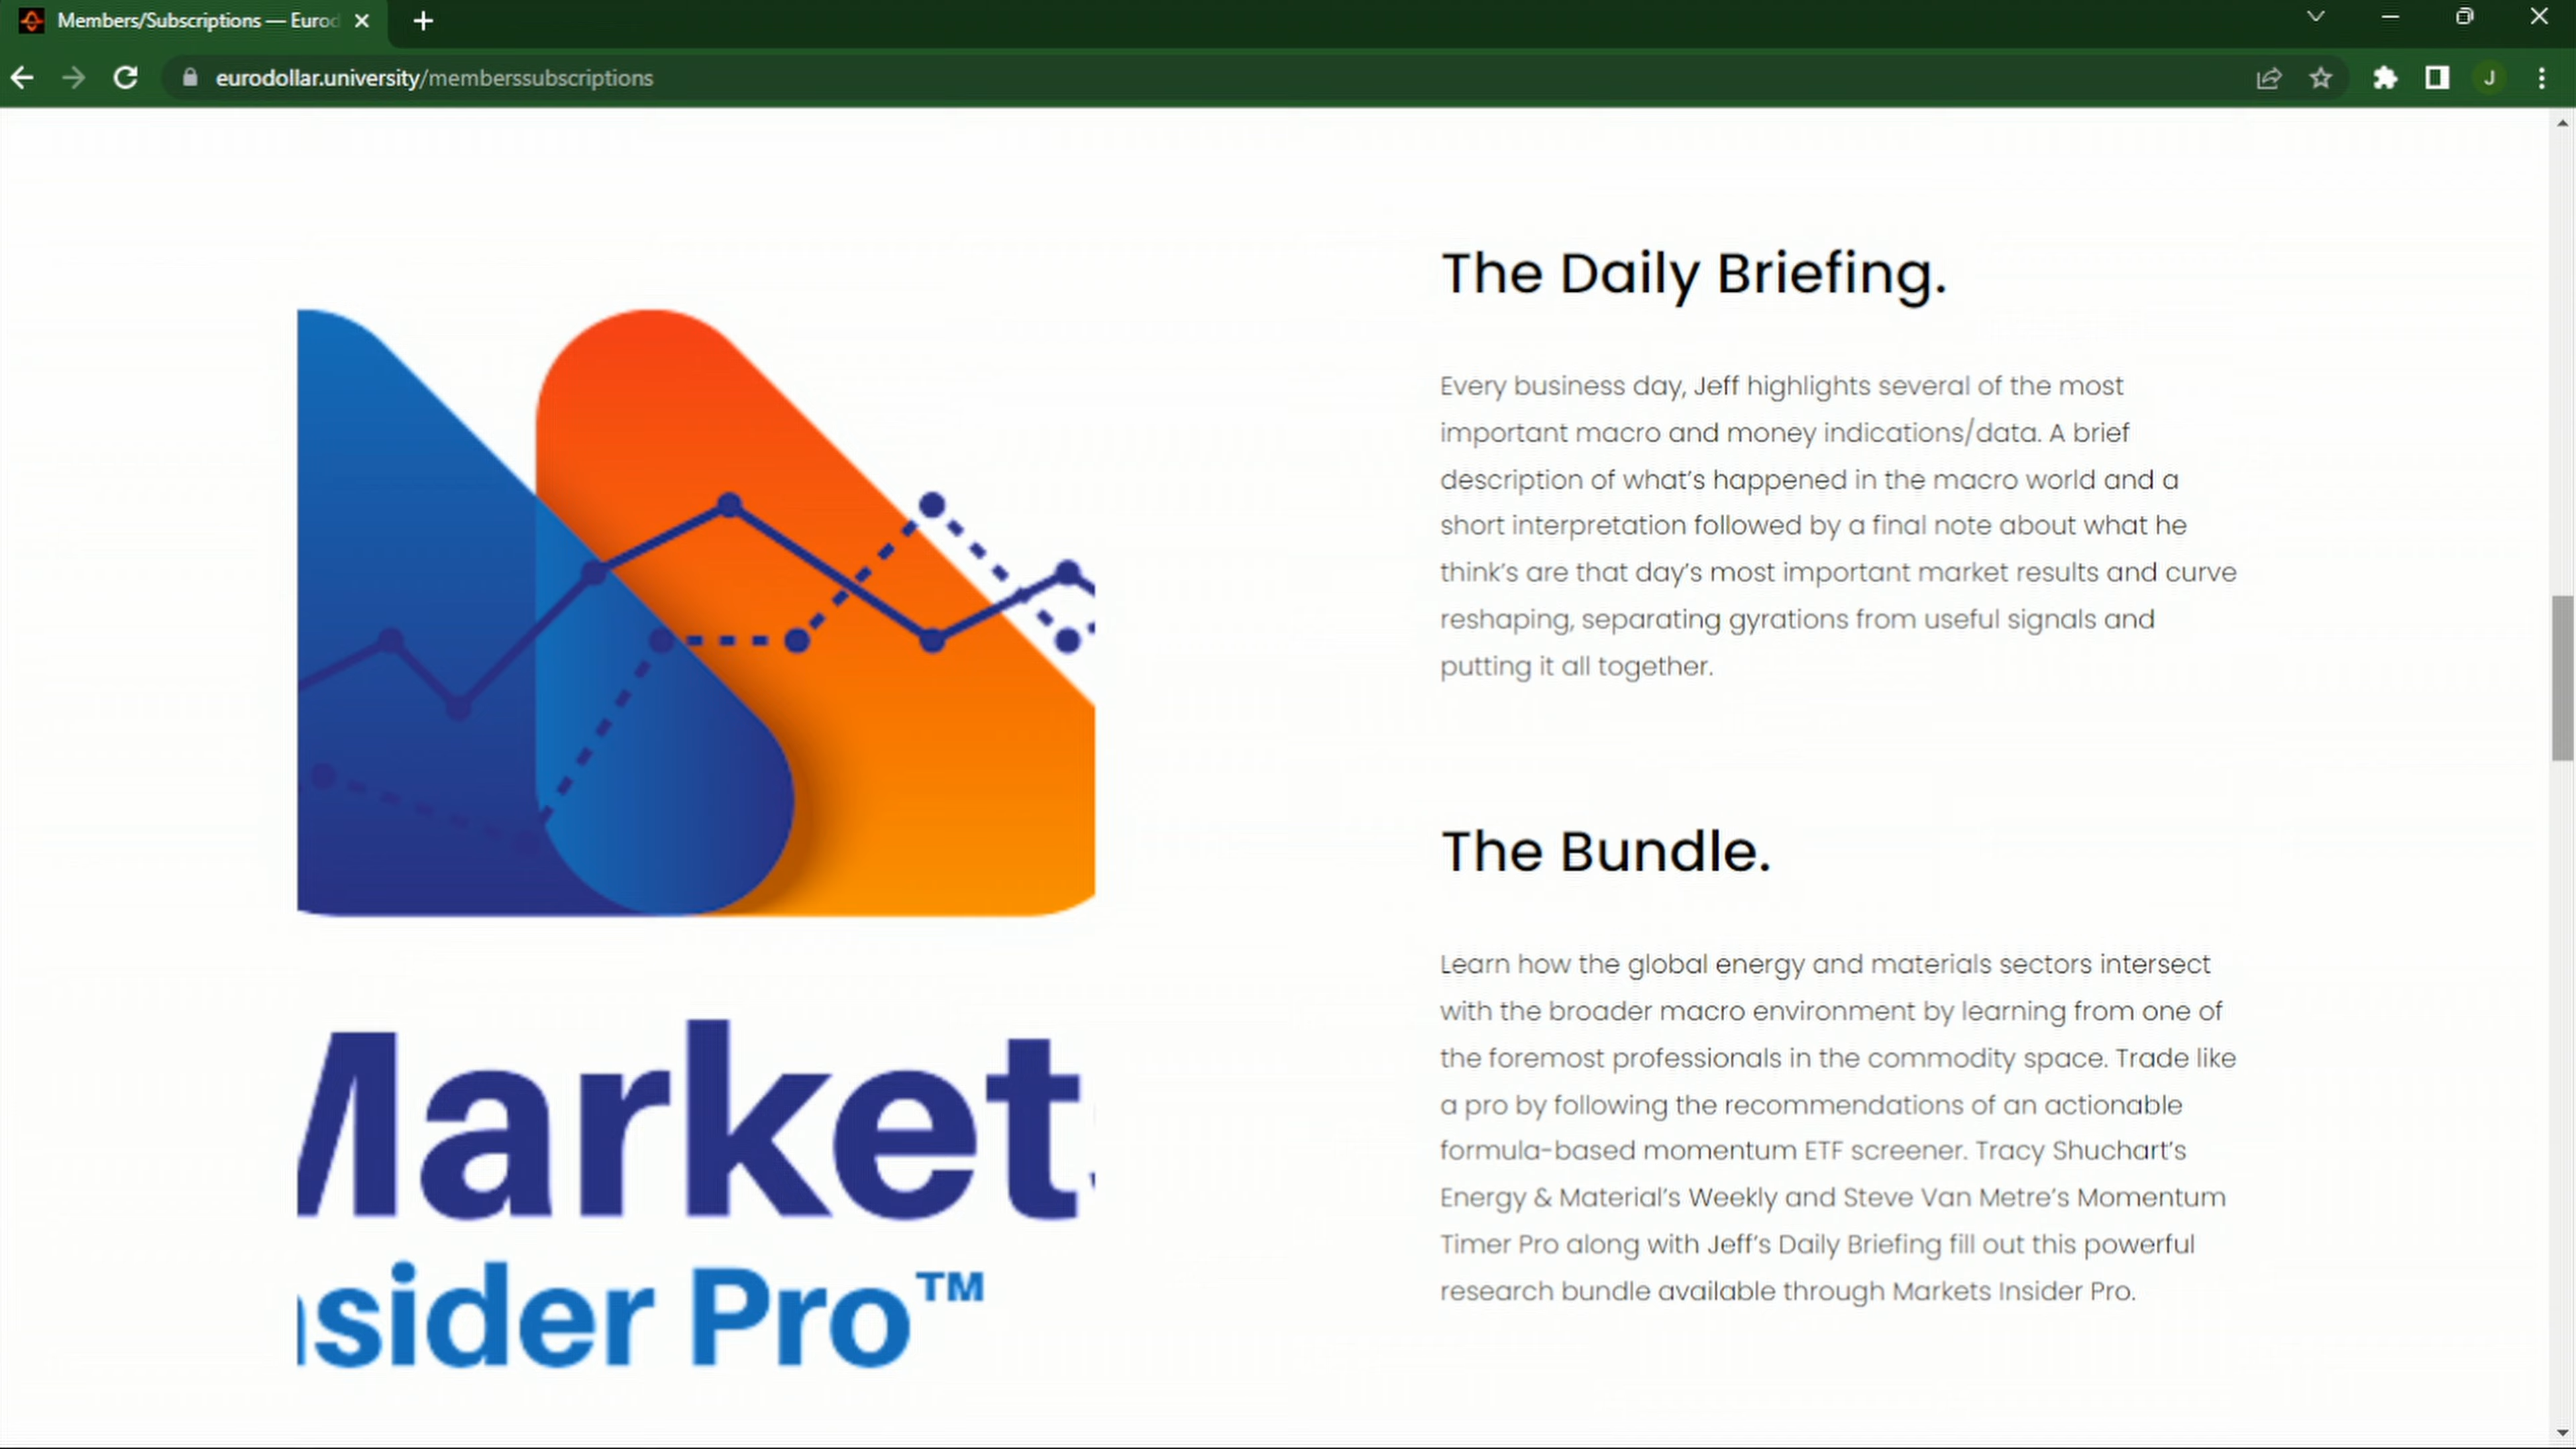 Members/Subscriptions — Eurod
eurodollar.university/memberssubscriptions
J
The Daily Briefing.
Every business day, Jeff highlights several of the most
important macro and money indications/data. A brief
description of what's happened in the macro world and a
short interpretation followed by a final note about what he
think's are that day's most important market results and curve
reshaping, separating gyrations from useful signals and
putting it all together.
The Bundle.
Learn how the global energy and materials sectors intersect
with the broader macro environment by learning from one of
the foremost professionals in the commodity space. Trade like
a pro by following the recommendations of an actionable
formula-based momentum ETF screener. Tracy Shuchart's
Energy & Material's Weekly and Steve Van Metre's Momentum
Timer Pro along with Jeff's Daily Briefing fill out this powerful
research bundle available through Markets Insider Pro.
Market
nsider Pro™